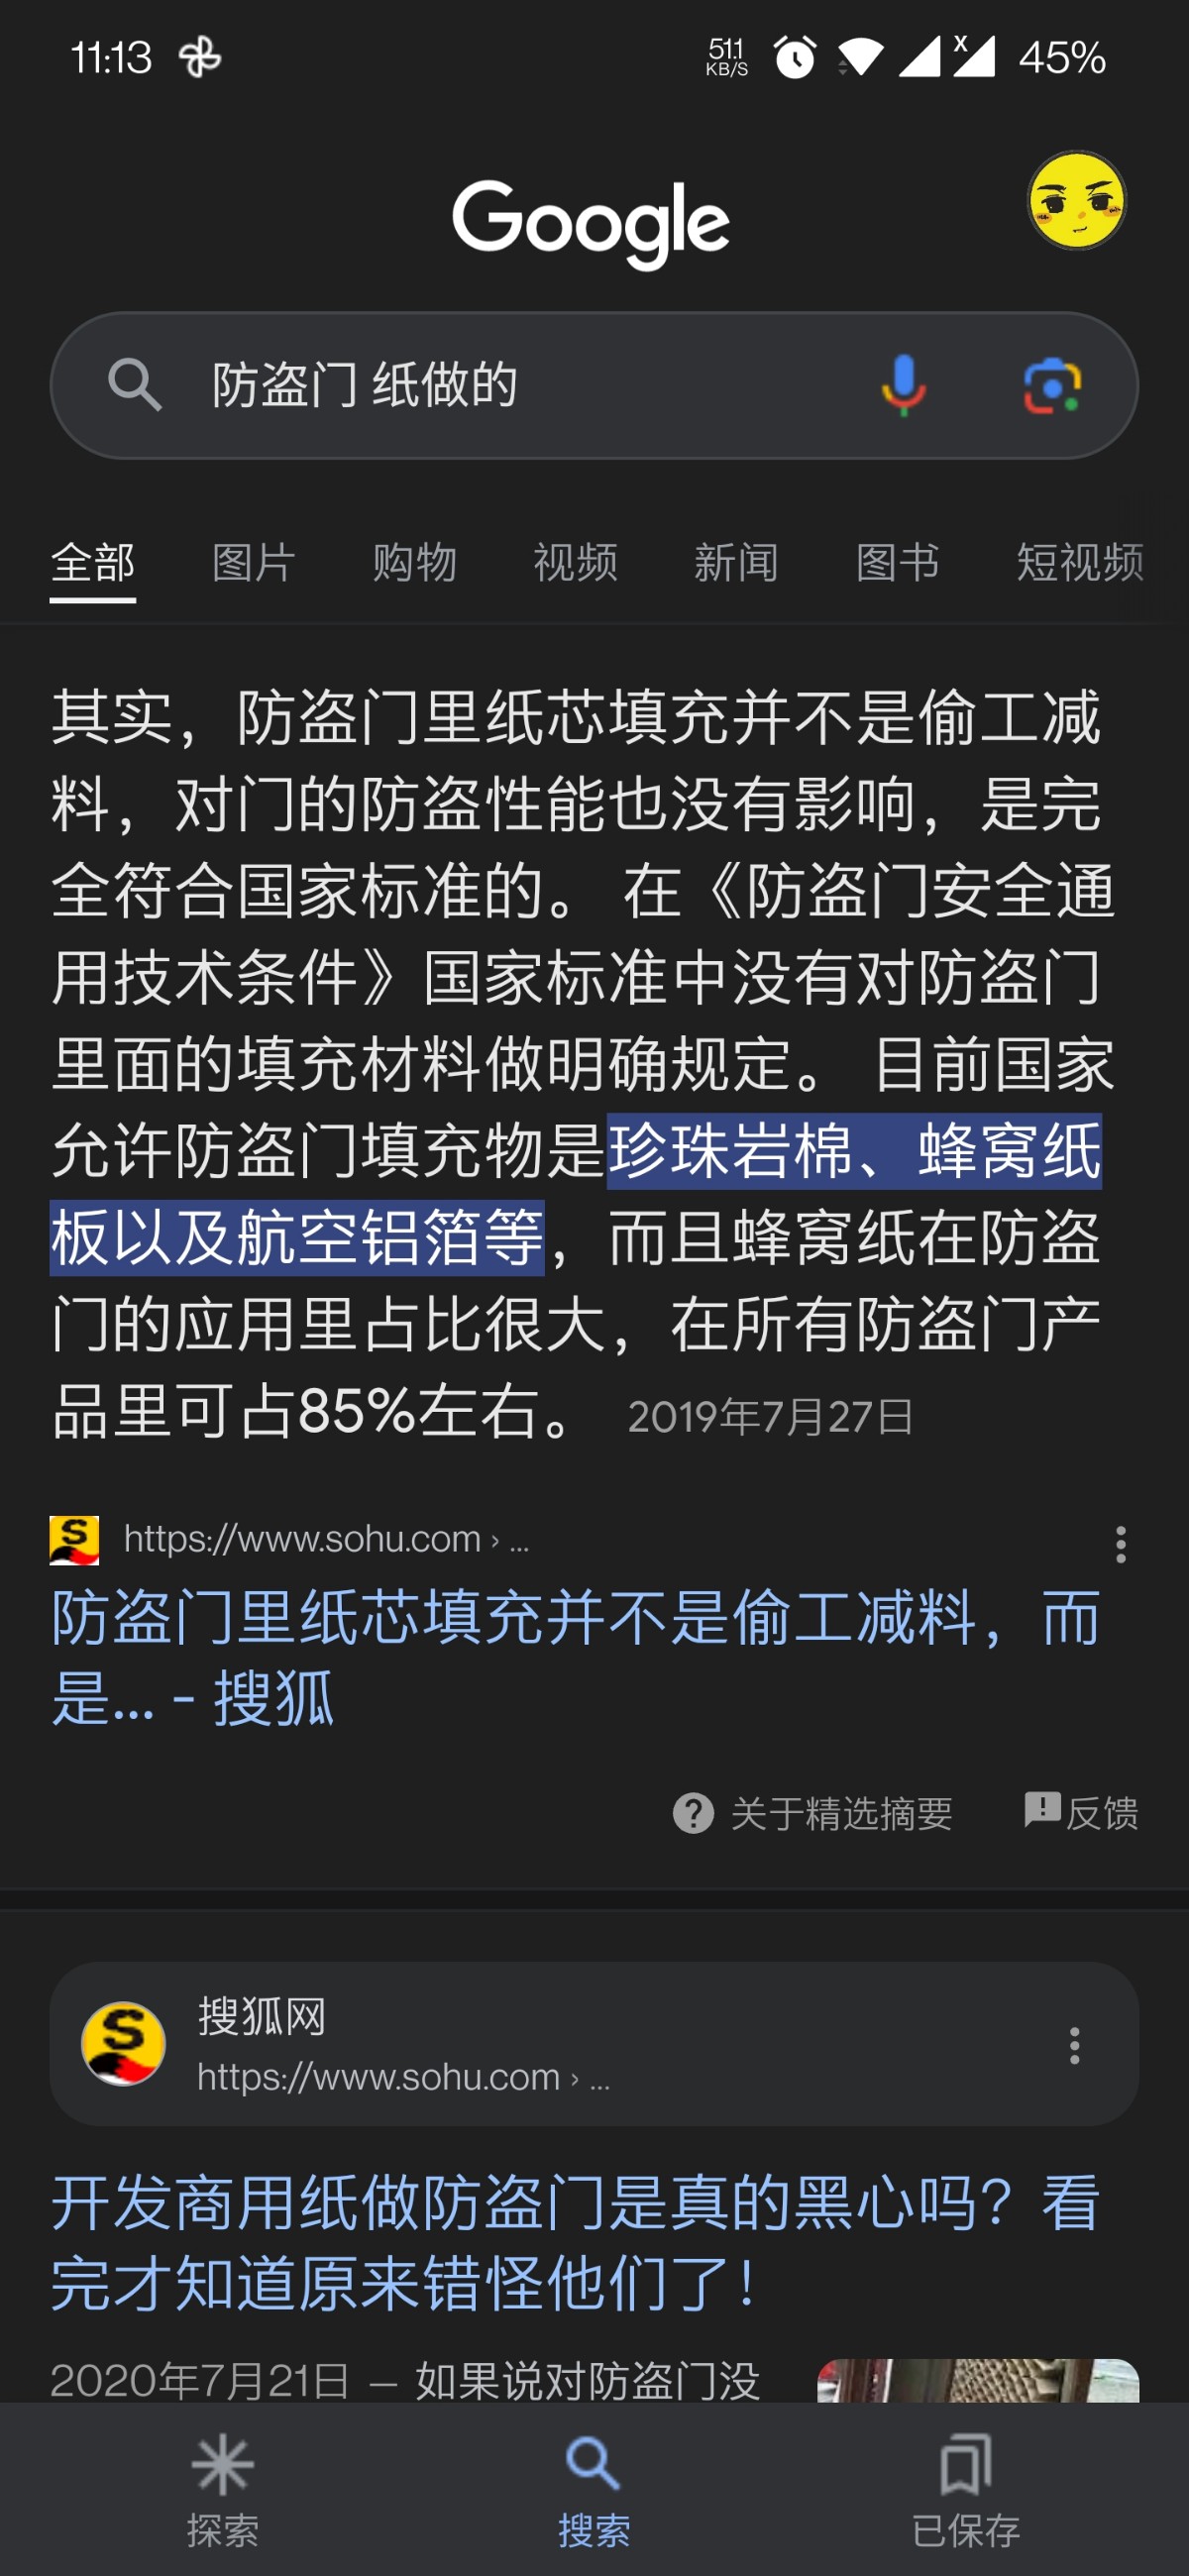 11:13
51.1
KB/S
X
45%
Google
防盗门 纸做的
全部 图片 购物 视频 新闻 图书 短视频
其实，防盗门里纸芯填充并不是偷工减
料，对门的防盗性能也没有影响，是完
全符合国家标准的。 在《防盗门安全通
用技术条件》国家标准中没有对防盗门
里面的填充材料做明确规定。 目前国家
允许防盗门填充物是珍珠岩棉、蜂窝纸
板以及航空铝箔等，而且蜂窝纸在防盗
门的应用里占比很大，在所有防盗门产
品里可占85%左右。 2019年7月27日
S
https://www.sohu.com › ...
防盗门里纸芯填充并不是偷工减料，而
是... - 搜狐
关于精选摘要 反馈
S
搜狐网
https://www.sohu.com › ...
开发商用纸做防盗门是真的黑心吗？看
完才知道原来错怪他们了！
2020年7月21日 — 如果说对防盗门没
探索 搜索 已保存